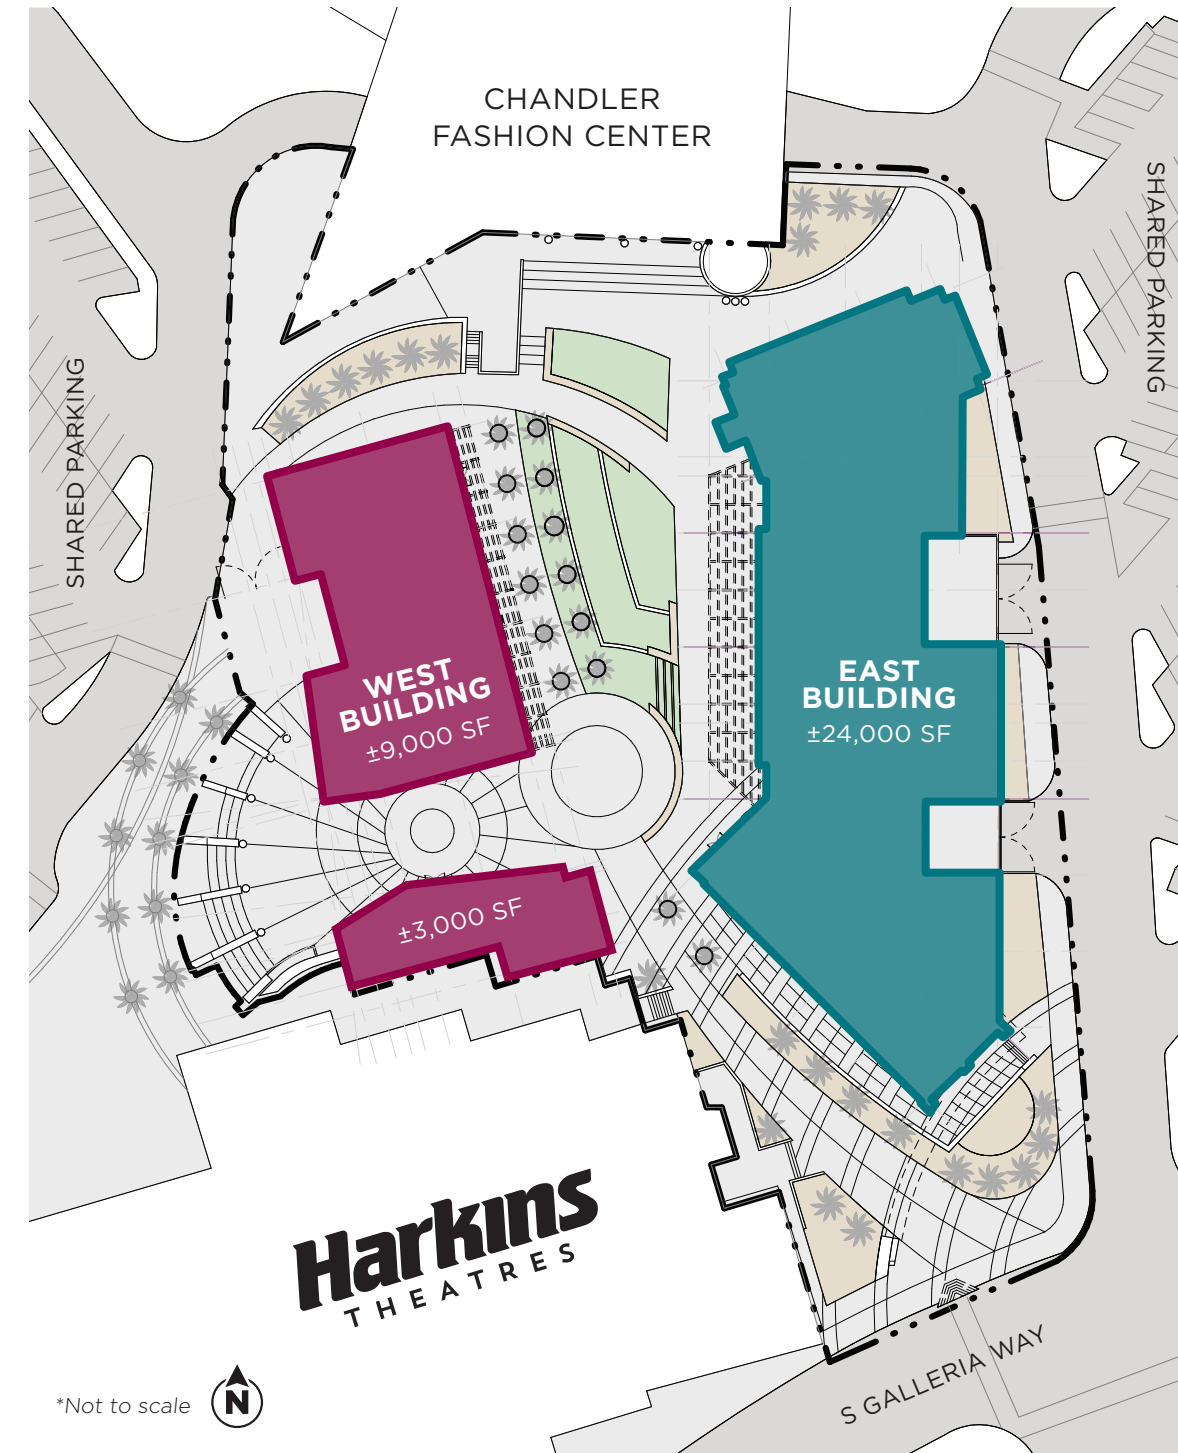 CHANDLER
FASHION CENTER
SHARED PARKING
SHARED PARKING
WEST
BUILDING
±9,000 SF
EAST
BUILDING
±24,000 SF
±3,000 SF
Harkins
THEATRES
S GALLERIA WAY
*Not to scale
N